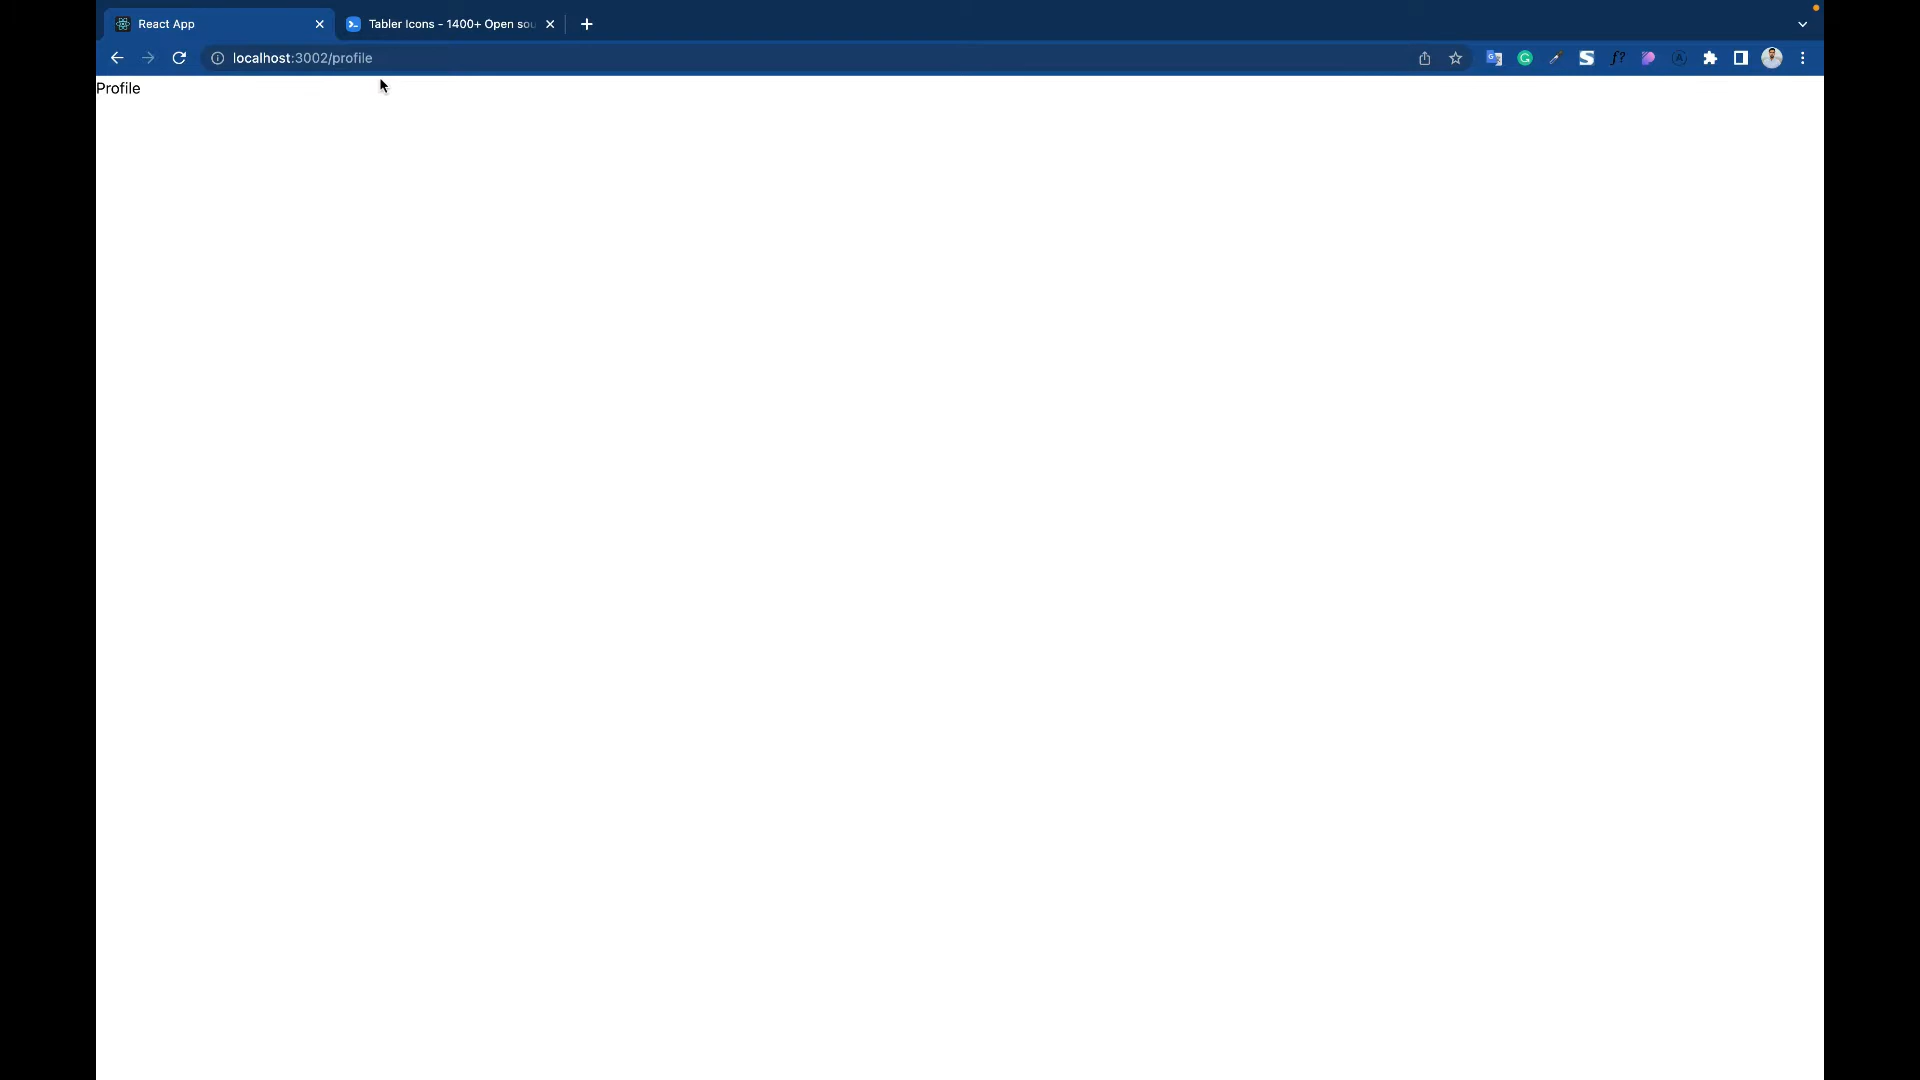 React App
Tabler Icons - 1400+ Open sou
localhost:3002/profile
Profile